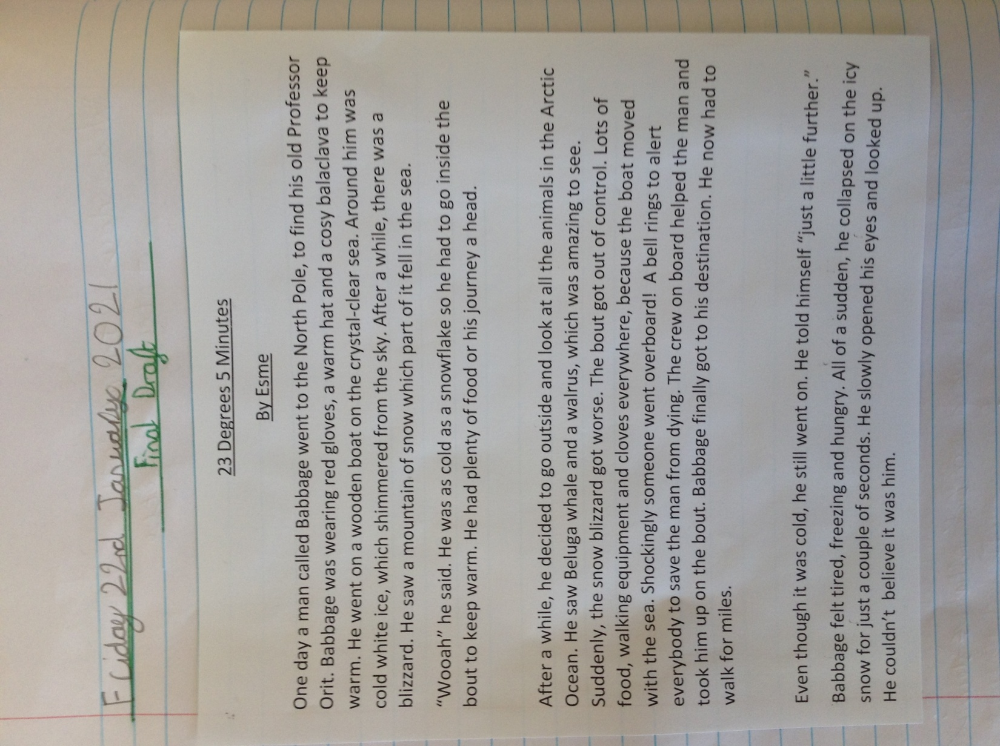 Friday 22nd January 2021
Final Draft
23 Degrees 5 Minutes
By Esme
One day a man called Babbage went to the North Pole, to find his old Professor
Orit. Babbage was wearing red gloves, a warm hat and a cosy balaclava to keep
warm. He went on a wooden boat on the crystal-clear sea. Around him was
cold white ice, which shimmered from the sky. After a while, there was a
blizzard. He saw a mountain of snow which part of it fell in the sea.
“Wooah” he said. He was as cold as a snowflake so he had to go inside the
bout to keep warm. He had plenty of food or his journey a head.
After a while, he decided to go outside and look at all the animals in the Arctic
Ocean. He saw Beluga whale and a walrus, which was amazing to see.
Suddenly, the snow blizzard got worse. The bout got out of control. Lots of
food, walking equipment and cloves everywhere, because the boat moved
with the sea. Shockingly someone went overboard! A bell rings to alert
everybody to save the man from dying. The crew on board helped the man and
took him up on the bout. Babbage finally got to his destination. He now had to
walk for miles.
Even though it was cold, he still went on. He told himself “just a little further.”
Babbage felt tired, freezing and hungry. All of a sudden, he collapsed on the icy
snow for just a couple of seconds. He slowly opened his eyes and looked up.
He couldn’t believe it was him.